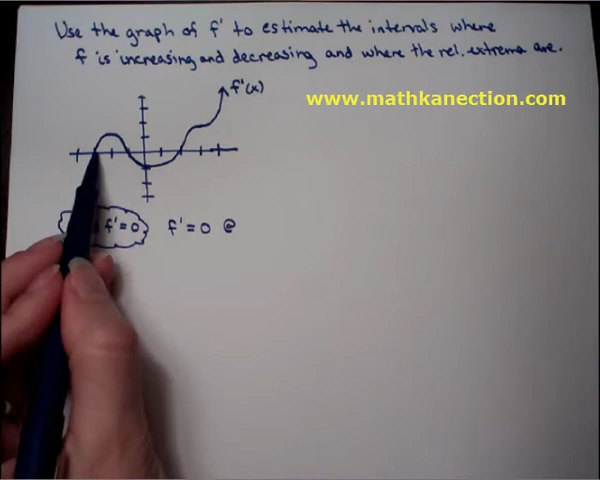 Use the graph of f' to estimate the intervals where
f is increasing and decreasing and where the rel. extrema are.
f'(x)
www.mathkanection.com
f'=0 f'=0 @